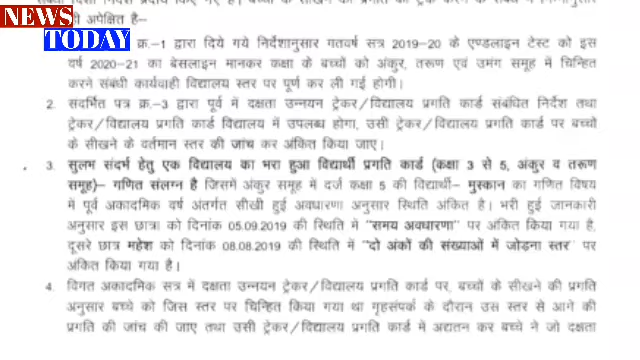 NEWS
TODAY
ही अपेक्षित है–
क्र.–1 द्वारा दिये गये निर्देशानुसार गतवर्ष सत्र 2019-20 के एण्डलाइन टेस्ट को इस
वर्ष 2020-21 का बेसलाइन मानकर कक्षा के बच्चों को अंकुर, तरूण एवं उमंग समूह में चिन्हित
करने संबंधी कार्यवाही विद्यालय स्तर पर पूर्ण कर ली गई होगी।
2. संदर्भित पत्र क्र.–3 द्वारा पूर्व में दक्षता उन्नयन ट्रेकर/विद्यालय प्रगति कार्ड संबंधित निर्देश तथा
ट्रेकर/विद्यालय प्रगति कार्ड विद्यालय में उपलब्ध होगा, उसी ट्रेकर/विद्यालय प्रगति कार्ड पर बच्चों
के सीखने के वर्तमान स्तर की जांच कर अंकित किया जाए।
3. सुलभ संदर्भ हेतु एक विद्यालय का भरा हुआ विद्यार्थी प्रगति कार्ड (कक्षा 3 से 5, अंकुर व तरूण
समूह)– गणित संलग्न है जिसमें अंकुर समूह में दर्ज कक्षा 5 की विद्यार्थी– मुस्कान का गणित विषय
में पूर्व अकादमिक वर्ष अंतर्गत सीखी हुई अवधारणा अनुसार स्थिति अंकित है। भरी हुई जानकारी
अनुसार इस छात्रा को दिनांक 05.09.2019 की स्थिति में "समय अवधारणा" पर अंकित किया गया है,
दूसरे छात्र महेश को दिनांक 08.08.2019 की स्थिति में "दो अंकों की संख्याओं में जोड़ना स्तर" पर
अंकित किया गया है।
4. विगत अकादमिक सत्र में दक्षता उन्नयन ट्रेकर/विद्यालय प्रगति कार्ड पर, बच्चों के सीखने की प्रगति
अनुसार बच्चे को जिस स्तर पर चिन्हित किया गया था गृहसंपर्क के दौरान उस स्तर से आगे की
प्रगति की जांच की जाए तथा उसी ट्रेकर/विद्यालय प्रगति कार्ड में अद्यतन कर बच्चे ने जो दक्षता